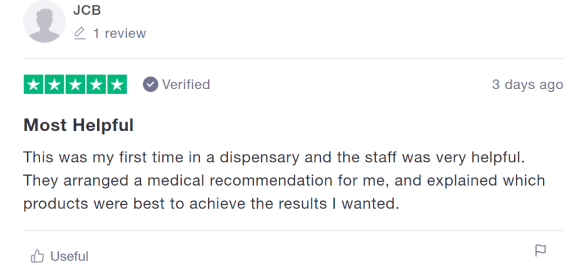 JCB
1 review
Verified
3 days ago
Most Helpful
This was my first time in a dispensary and the staff was very helpful.
They arranged a medical recommendation for me, and explained which
products were best to achieve the results I wanted.
Useful